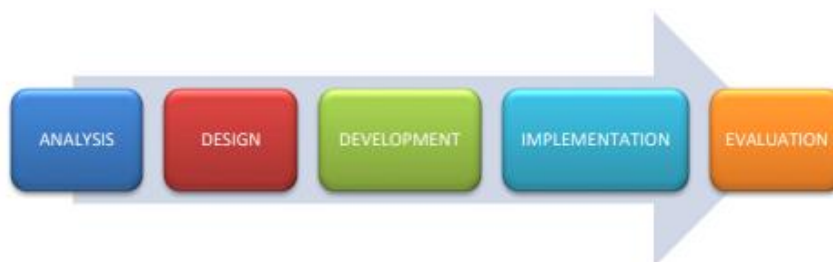 ANALYSIS
DESIGN
DEVELOPMENT
IMPLEMENTATION
EVALUATION